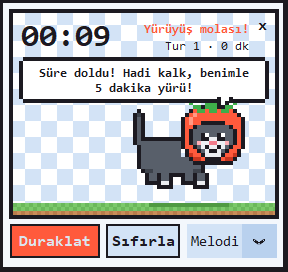 00:09
Yürüyüş molası!
x
Tur 1 · 0 dk
Süre doldu! Hadi kalk, benimle
5 dakika yürü!
Duraklat
Sıfırla
Melodi